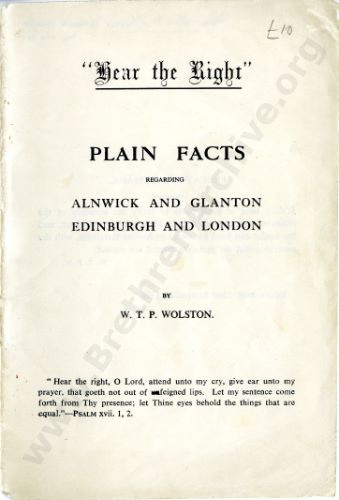 £10
"Hear the Right"
PLAIN FACTS
REGARDING
ALNWICK AND GLANTON
EDINBURGH AND LONDON
BY
W. T. P. WOLSTON.
"Hear the right, O Lord, attend unto my cry, give ear unto my
prayer, that goeth not out of unfeigned lips. Let my sentence come
forth from Thy presence; let Thine eyes behold the things that are
equal."—PSALM xvii. 1, 2.
www.BrethrenArchive.org